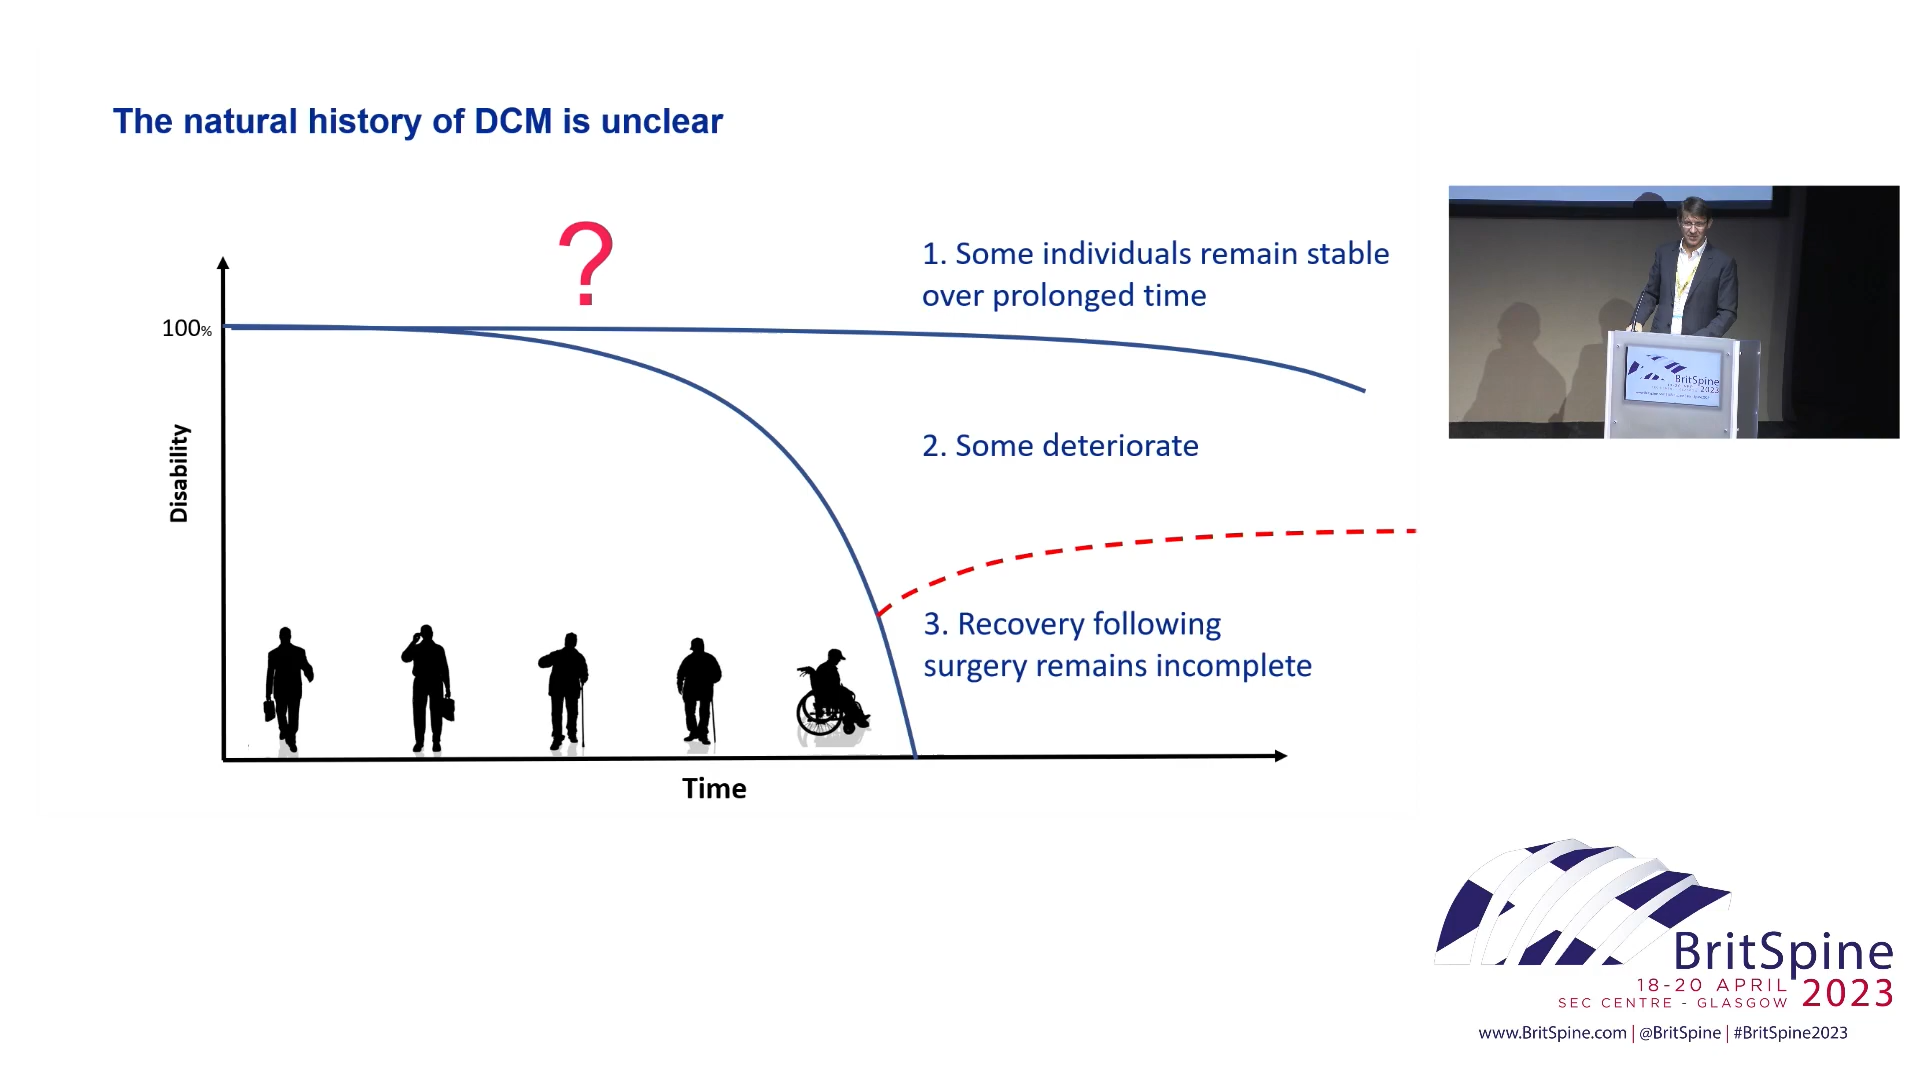 The natural history of DCM is unclear
?
1. Some individuals remain stable
over prolonged time
100%
Disability
2. Some deteriorate
3. Recovery following
surgery remains incomplete
Time
BritSpine
2023
BritSpine
18-20 APRIL
2023
SEC CENTRE - GLASGOW
www.BritSpine.com | @BritSpine | #BritSpine2023